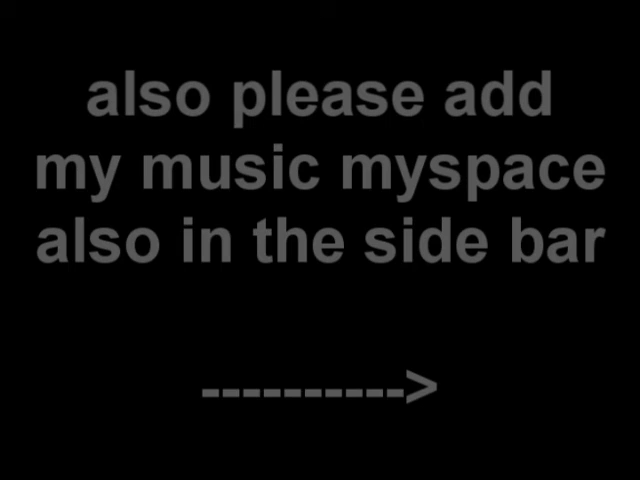 also please add
my music myspace
also in the side bar
---------->